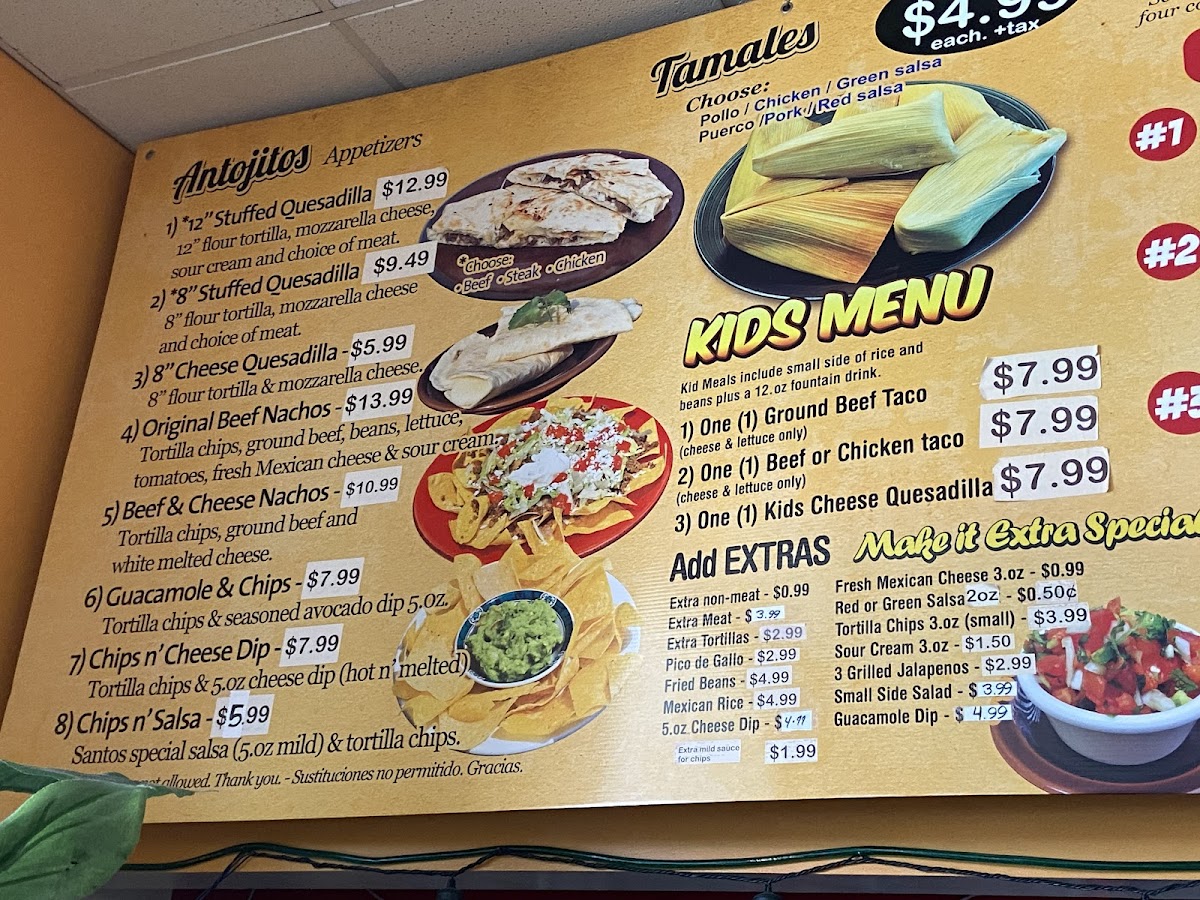 Antojitos Appetizers
1) *12" Stuffed Quesadilla $12.99
12" flour tortilla, mozzarella cheese,
sour cream and choice of meat.
2) *8" Stuffed Quesadilla $9.49
8" flour tortilla, mozzarella cheese
and choice of meat.
3) 8" Cheese Quesadilla - $5.99
8" flour tortilla & mozzarella cheese.
4) Original Beef Nachos - $13.99
Tortilla chips, ground beef, beans, lettuce,
tomatoes, fresh Mexican cheese & sour cream.
5) Beef & Cheese Nachos - $10.99
Tortilla chips, ground beef and
white melted cheese.
6) Guacamole & Chips - $7.99
Tortilla chips & seasoned avocado dip 5.oz.
7) Chips n' Cheese Dip - $7.99
Tortilla chips & 5.oz cheese dip (hot n' melted)
8) Chips n' Salsa - $5.99
Santos special salsa (5.oz mild) & tortilla chips.
not allowed. Thank you. - Sustituciones no permitido. Gracias.
*Choose:
• Beef • Steak • Chicken
Tamales
$4.99
each. +tax
Choose:
Pollo / Chicken / Green salsa
Puerco / Pork / Red salsa
KIDS MENU
Kid Meals include small side of rice and
beans plus a 12.oz fountain drink.
1) One (1) Ground Beef Taco $7.99
(cheese & lettuce only)
2) One (1) Beef or Chicken taco $7.99
(cheese & lettuce only)
3) One (1) Kids Cheese Quesadilla $7.99
Add EXTRAS
Extra non-meat - $0.99
Extra Meat - $3.99
Extra Tortillas - $2.99
Pico de Gallo - $2.99
Fried Beans - $4.99
Mexican Rice - $4.99
5.oz Cheese Dip - $4.99
Extra mild sauce
for chips $1.99
Make it Extra Special
Fresh Mexican Cheese 3.oz - $0.99
Red or Green Salsa 2oz - $0.50¢
Tortilla Chips 3.oz (small) - $3.99
Sour Cream 3.oz - $1.50
3 Grilled Jalapenos - $2.99
Small Side Salad - $3.99
Guacamole Dip - $4.99
four
#1
#2
#3